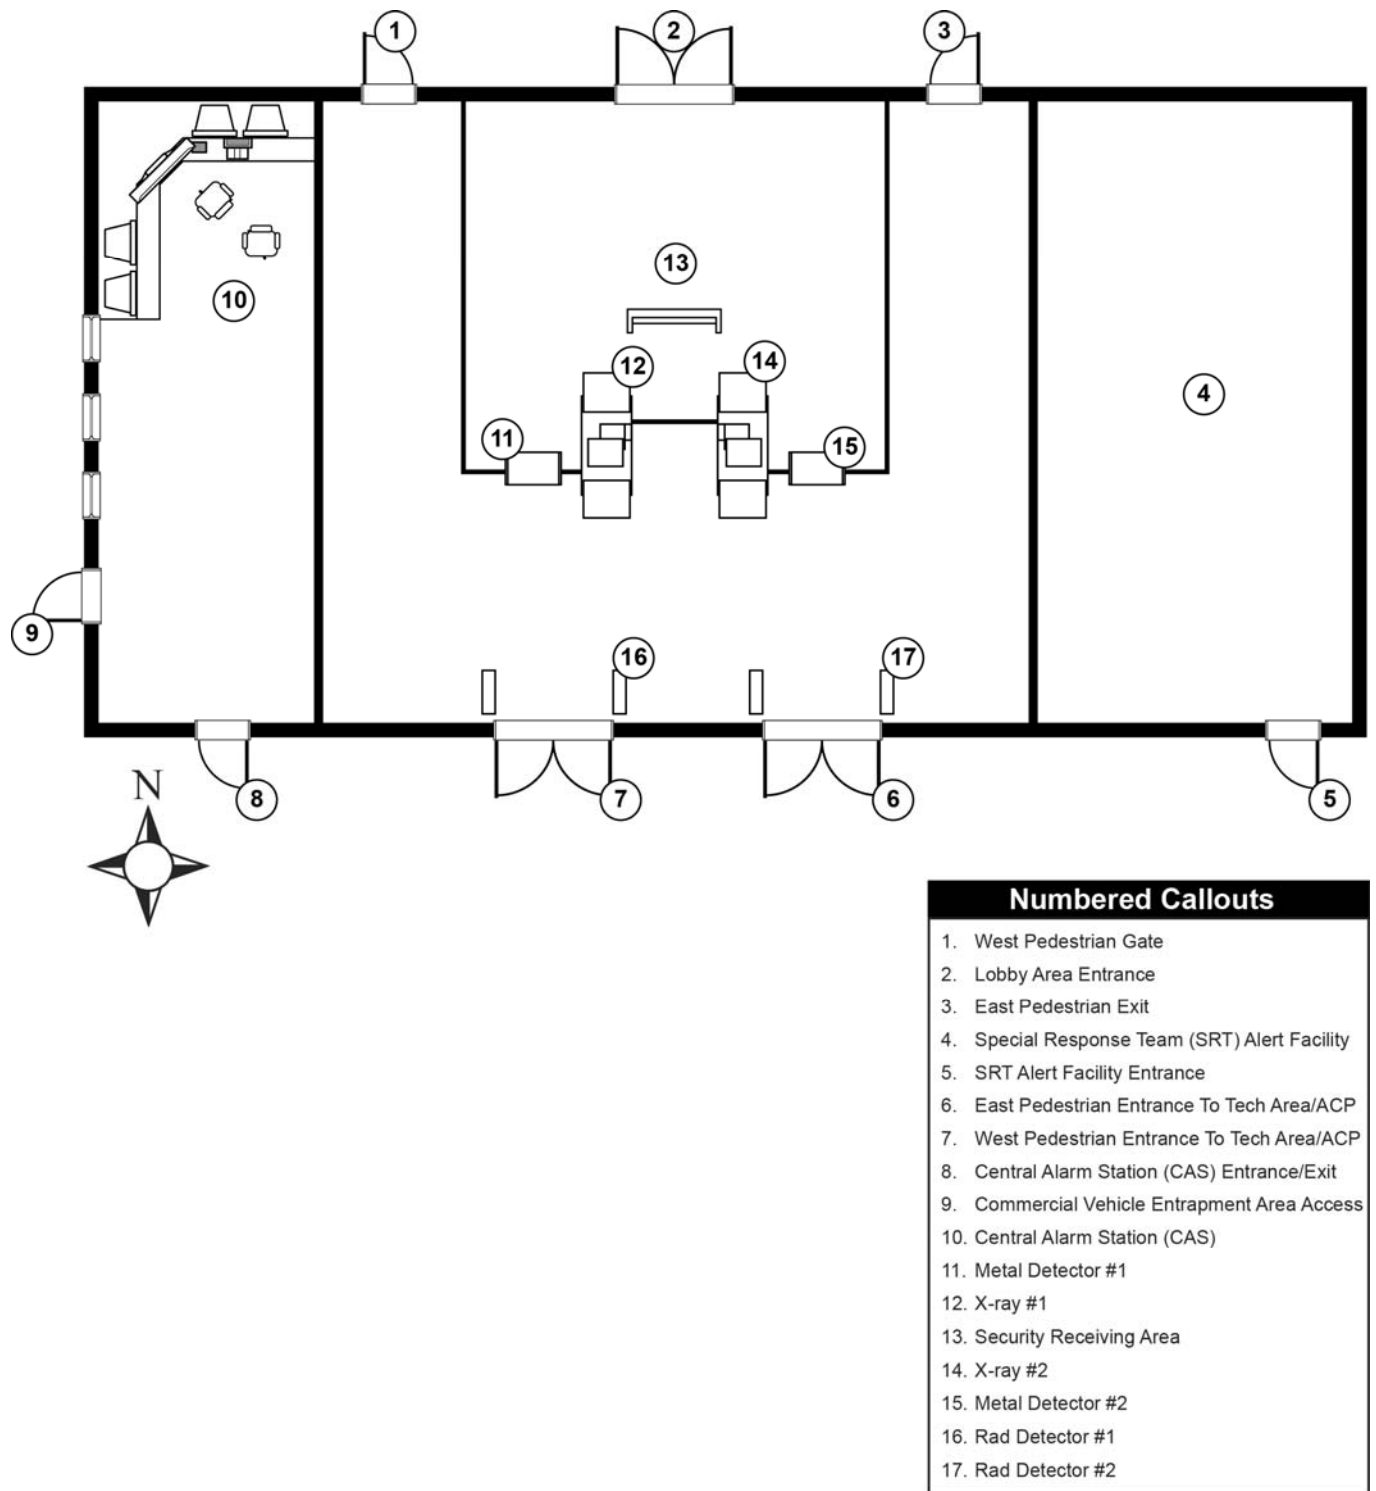 1
2
3
13
10
12
14
4
11
15
9
16
17
8
7
6
5
N
Numbered Callouts
1. West Pedestrian Gate
2. Lobby Area Entrance
3. East Pedestrian Exit
4. Special Response Team (SRT) Alert Facility
5. SRT Alert Facility Entrance
6. East Pedestrian Entrance To Tech Area/ACP
7. West Pedestrian Entrance To Tech Area/ACP
8. Central Alarm Station (CAS) Entrance/Exit
9. Commercial Vehicle Entrapment Area Access
10. Central Alarm Station (CAS)
11. Metal Detector #1
12. X-ray #1
13. Security Receiving Area
14. X-ray #2
15. Metal Detector #2
16. Rad Detector #1
17. Rad Detector #2